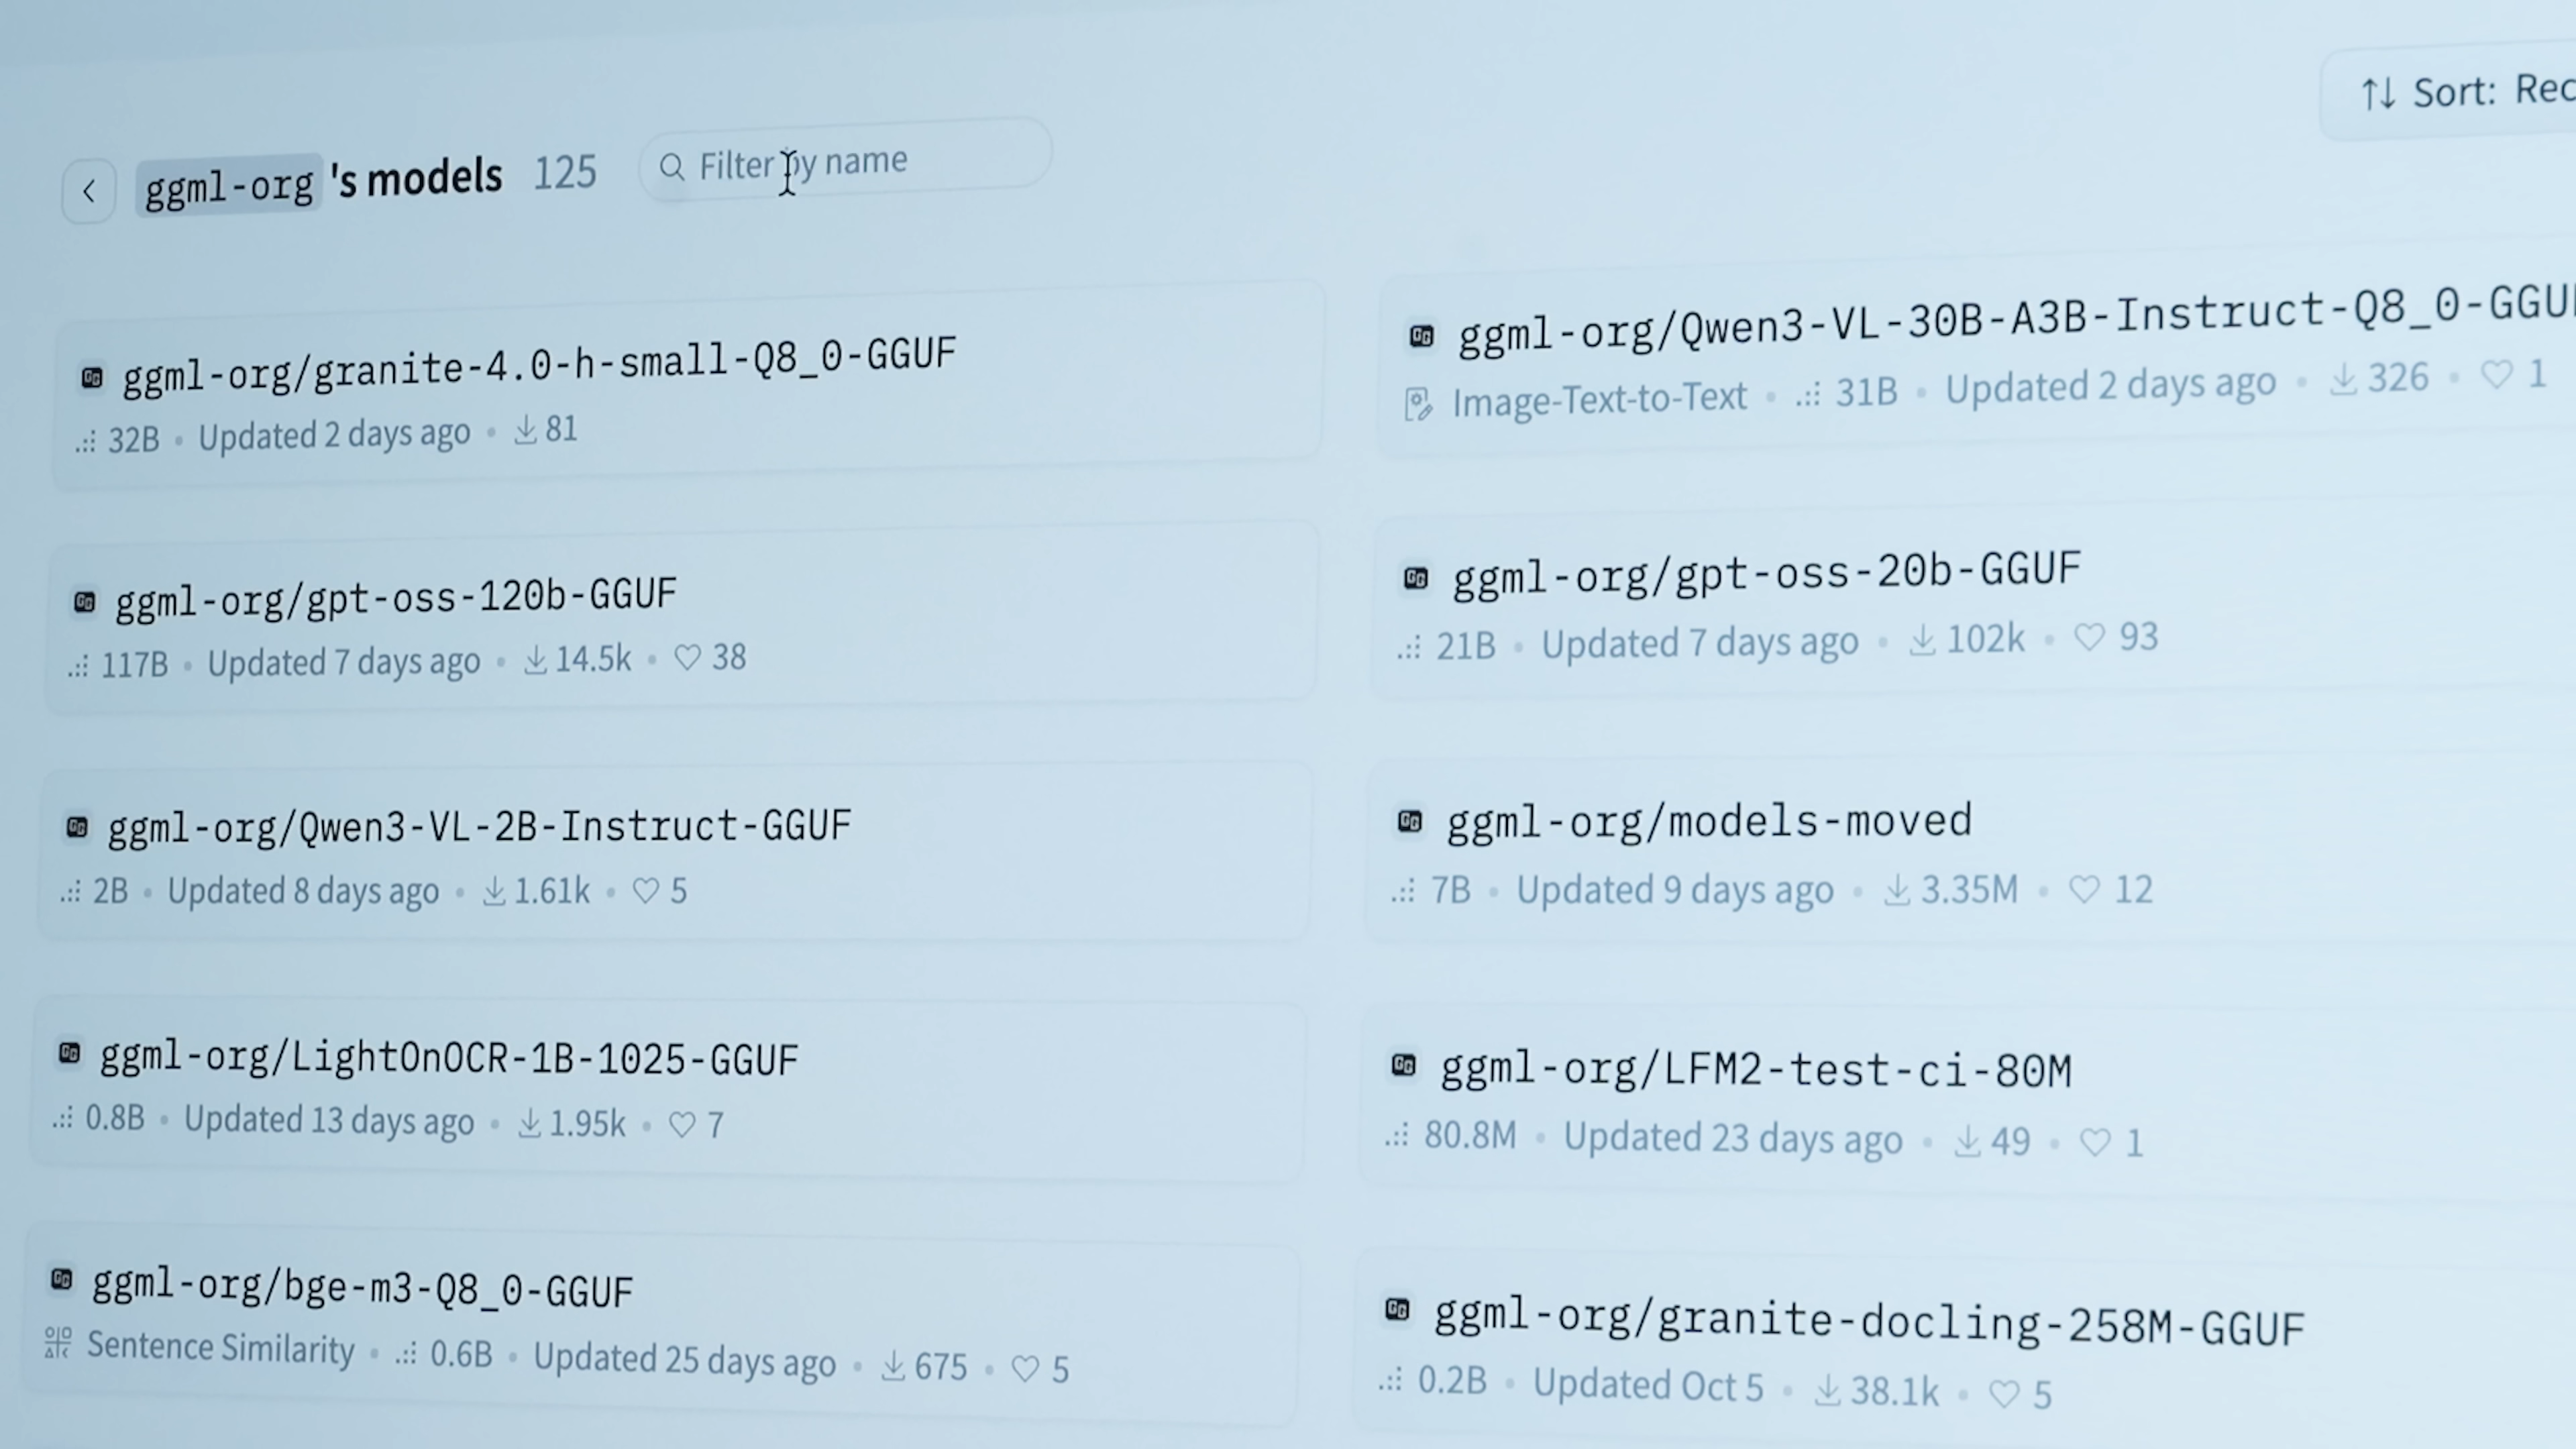 ggml-org 's models 125 Filter by name
↑↓ Sort: Rec
ggml-org/granite-4.0-h-small-Q8_0-GGUF
32B • Updated 2 days ago • 81
ggml-org/Qwen3-VL-30B-A3B-Instruct-Q8_0-GGU
Image-Text-to-Text • 31B • Updated 2 days ago • 326 • 1
ggml-org/gpt-oss-120b-GGUF
117B • Updated 7 days ago • 14.5k • 38
ggml-org/gpt-oss-20b-GGUF
21B • Updated 7 days ago • 102k • 93
ggml-org/Qwen3-VL-2B-Instruct-GGUF
2B • Updated 8 days ago • 1.61k • 5
ggml-org/models-moved
7B • Updated 9 days ago • 3.35M • 12
ggml-org/LightOnOCR-1B-1025-GGUF
0.8B • Updated 13 days ago • 1.95k • 7
ggml-org/LFM2-test-ci-80M
80.8M • Updated 23 days ago • 49 • 1
ggml-org/bge-m3-Q8_0-GGUF
Sentence Similarity • 0.6B • Updated 25 days ago • 675 • 5
ggml-org/granite-docling-258M-GGUF
0.2B • Updated Oct 5 • 38.1k • 5